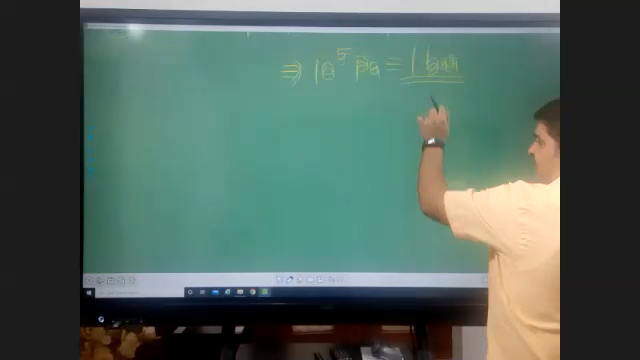 ⇒ 10⁵ Pa = 1 bar